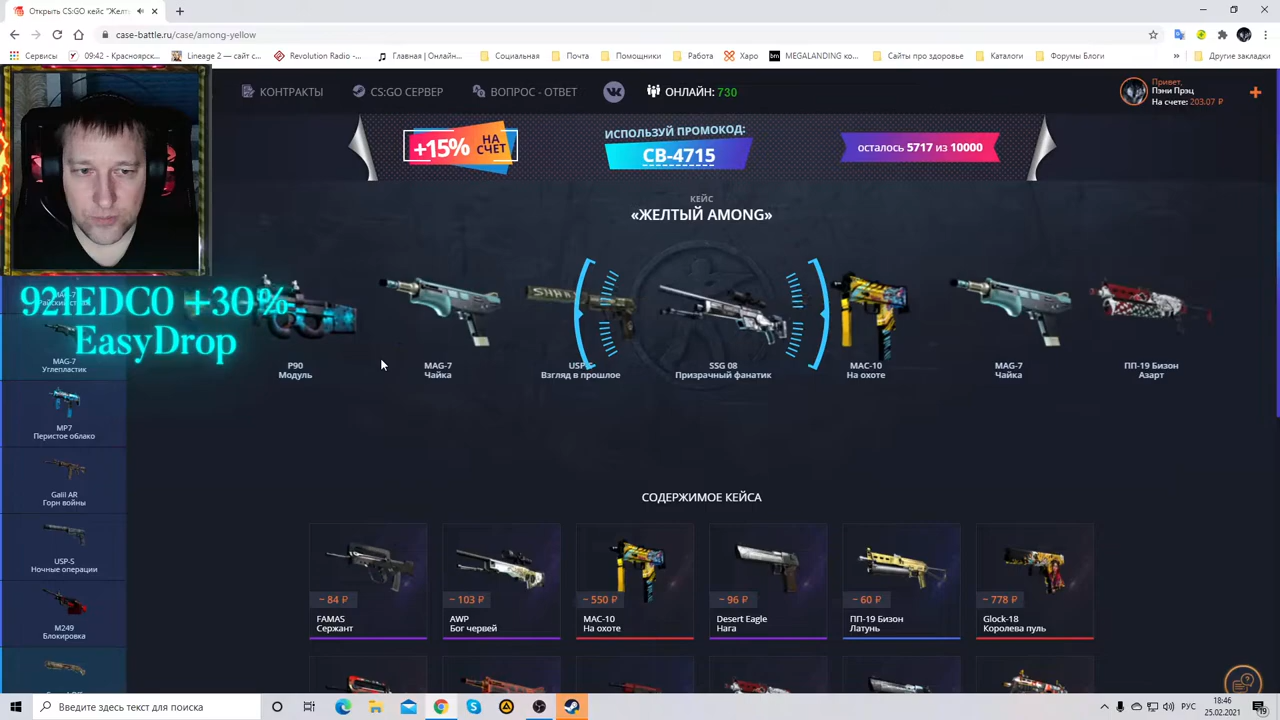 Открыть CS:GO кейс "Жел
case-battle.ru/case/among-yellow
Сервисы
09:42 - Красноярск...
Lineage 2 — сайт с...
Revolution Radio -...
Главная | Онлайн-...
Социальная
Почта
Помощники
Работа
Харо
MEGALANDING ко...
Сайты про здоровье
Каталоги
Форумы Блоги
»
Другие закладки
КОНТРАКТЫ
CS:GO СЕРВЕР
ВОПРОС - ОТВЕТ
ОНЛАЙН: 730
Привет,
Пэни Прэц
На счете: 203.07 ₽
+15% НА СЧЕТ
ИСПОЛЬЗУЙ ПРОМОКОД:
CB-4715
осталось 5717 из 10000
КЕЙС
«ЖЕЛТЫЙ AMONG»
921EDC0 +30%
EasyDrop
P90
Модуль
MAG-7
Чайка
USP-S
Взгляд в прошлое
SSG 08
Призрачный фанатик
MAC-10
На охоте
MAG-7
Чайка
ПП-19 Бизон
Азарт
MAG-7
Углепластик
MP7
Перистое облако
Galil AR
Горн войны
USP-S
Ночные операции
M249
Блокировка
СОДЕРЖИМОЕ КЕЙСА
~ 84 ₽
FAMAS
Сержант
~ 103 ₽
AWP
Бог червей
~ 550 ₽
MAC-10
На охоте
~ 96 ₽
Desert Eagle
Нага
~ 60 ₽
ПП-19 Бизон
Латунь
~ 778 ₽
Glock-18
Королева пуль
Введите здесь текст для поиска
РУС
18:46
25.02.2021
19